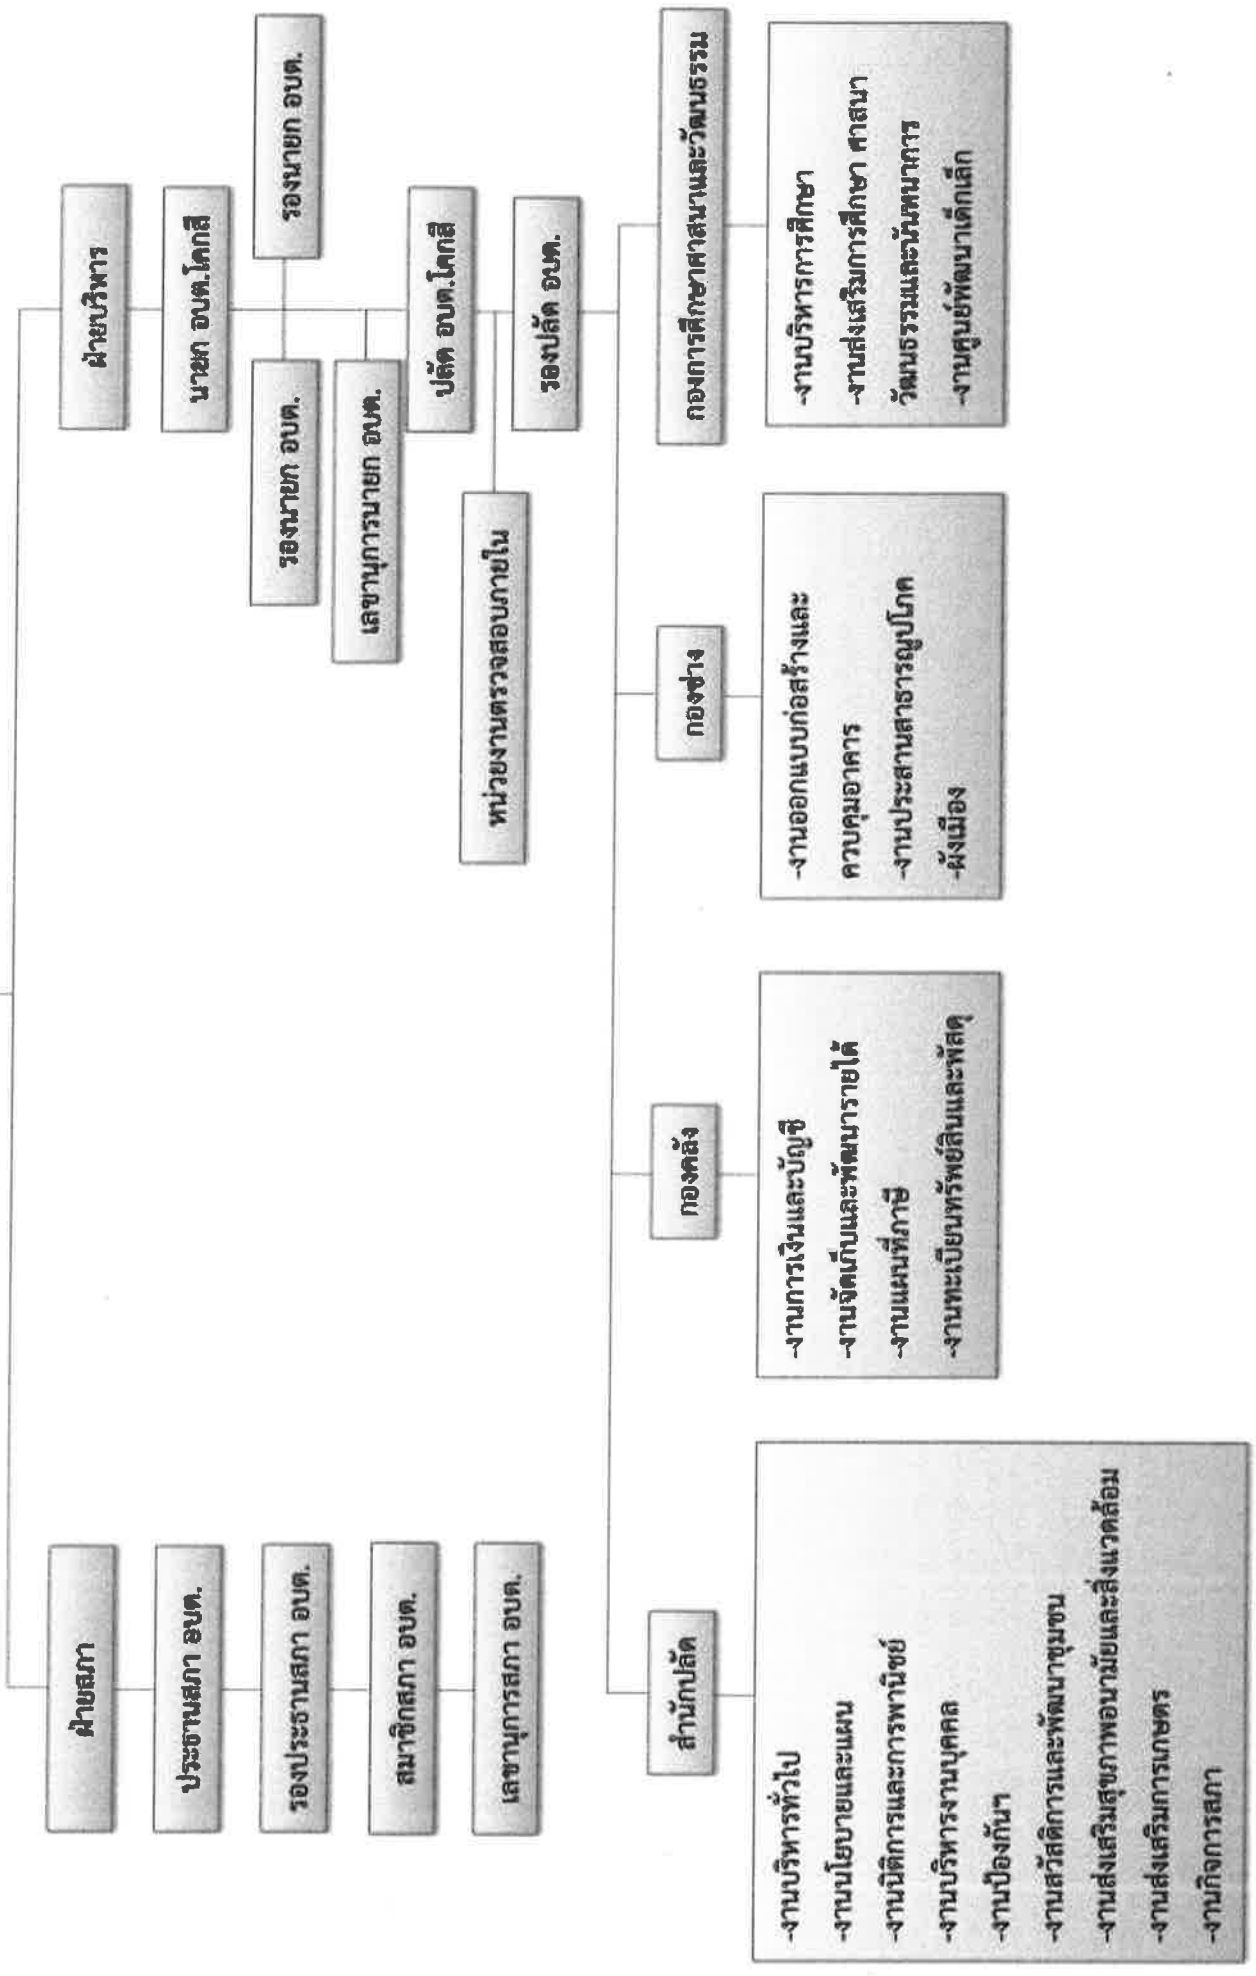 ฝ่ายสภา
ประธานสภา อบต.
รองประธานสภา อบต.
สมาชิกสภา อบต.
เลขานุการสภา อบต.
ฝ่ายบริหาร
นายก อบต.โคกสี
รองนายก อบต.
รองนายก อบต.
เลขานุการนายก อบต.
ปลัด อบต.โคกสี
หน่วยงานตรวจสอบภายใน
รองปลัด อบต.
สำนักปลัด
-งานบริหารทั่วไป
-งานนโยบายและแผน
-งานนิติการและการพานิชย์
-งานบริหารงานบุคคล
-งานป้องกันฯ
-งานสวัสดิการและพัฒนาชุมชน
-งานส่งเสริมสุขภาพอนามัยและสิ่งแวดล้อม
-งานส่งเสริมการเกษตร
-งานกิจการสภา
กองคลัง
-งานการเงินและบัญชี
-งานจัดเก็บและพัฒนารายได้
-งานแผนที่ภาษี
-งานทะเบียนทรัพย์สินและพัสดุ
กองช่าง
-งานออกแบบก่อสร้างและ
ควบคุมอาคาร
-งานประสานสาธารณูปโภค
-ผังเมือง
กองการศึกษาศาสนาและวัฒนธรรม
-งานบริหารการศึกษา
-งานส่งเสริมการศึกษา ศาสนา
วัฒนธรรมและนันทนาการ
-งานศูนย์พัฒนาเด็กเล็ก